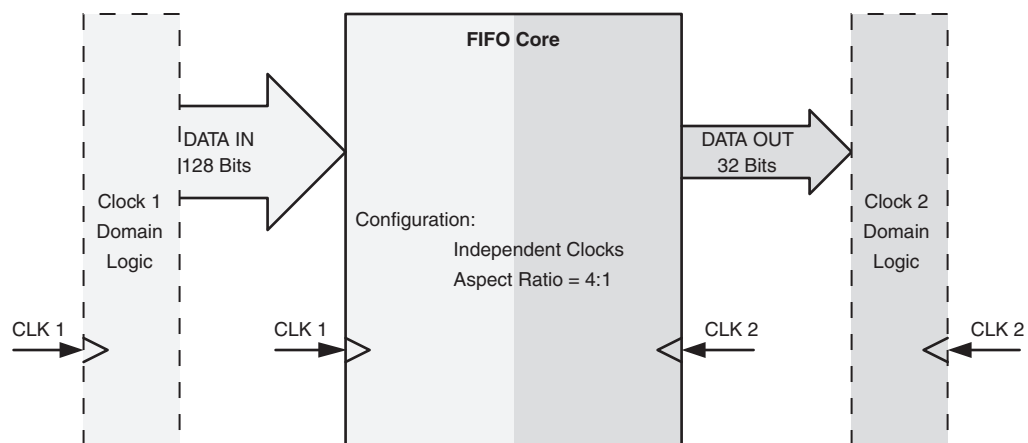 FIFO Core
DATA IN
128 Bits
DATA OUT
32 Bits
Clock 1
Domain
Logic
Configuration:
Independent Clocks
Aspect Ratio = 4:1
Clock 2
Domain
Logic
CLK 1
CLK 1
CLK 2
CLK 2